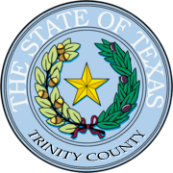 THE STATE OF TEXAS
TRINITY COUNTY